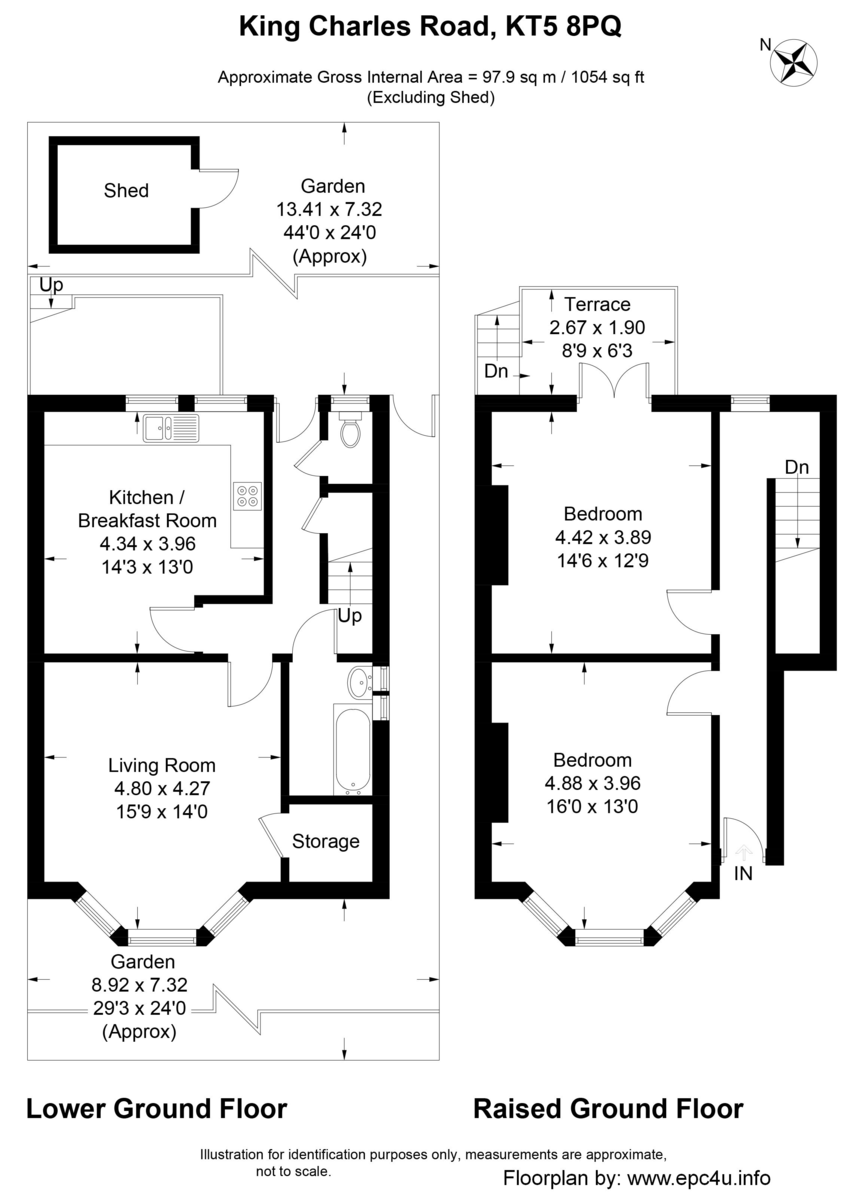 King Charles Road, KT5 8PQ
N
Approximate Gross Internal Area = 97.9 sq m / 1054 sq ft
(Excluding Shed)
Shed
Garden
13.41 x 7.32
44'0 x 24'0
(Approx)
Up
Kitchen /
Breakfast Room
4.34 x 3.96
14'3 x 13'0
Up
Living Room
4.80 x 4.27
15'9 x 14'0
Storage
Garden
8.92 x 7.32
29'3 x 24'0
(Approx)
Terrace
2.67 x 1.90
8'9 x 6'3
Dn
Bedroom
4.42 x 3.89
14'6 x 12'9
Dn
Bedroom
4.88 x 3.96
16'0 x 13'0
IN
Lower Ground Floor
Raised Ground Floor
Illustration for identification purposes only, measurements are approximate,
not to scale.
Floorplan by: www.epc4u.info